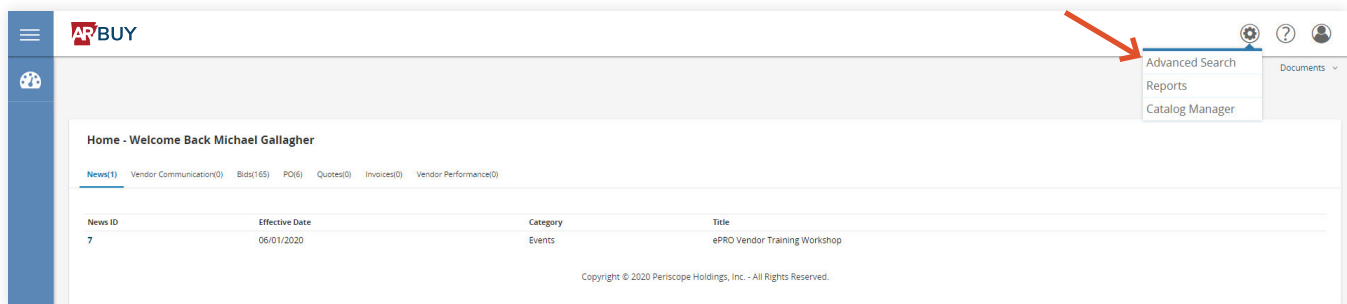 ARBUY
?
Advanced Search
Documents
Reports
Catalog Manager
Home - Welcome Back Michael Gallagher
News(1) Vendor Communication(0) Bids(165) PO(6) Quotes(0) Invoices(0) Vendor Performance(0)
News ID Effective Date Category Title
7 06/01/2020 Events ePRO Vendor Training Workshop
Copyright © 2020 Periscope Holdings, Inc. - All Rights Reserved.